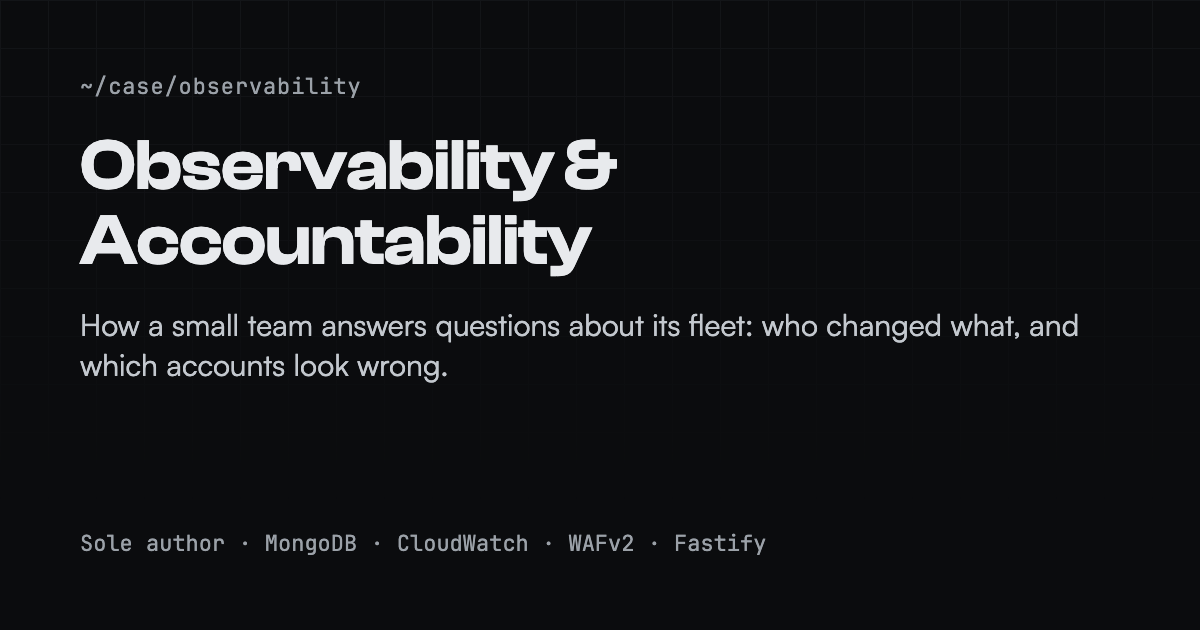 ~/case/observability
Observability &
Accountability
How a small team answers questions about its fleet: who changed what, and
which accounts look wrong.
Sole author · MongoDB · CloudWatch · WAFv2 · Fastify